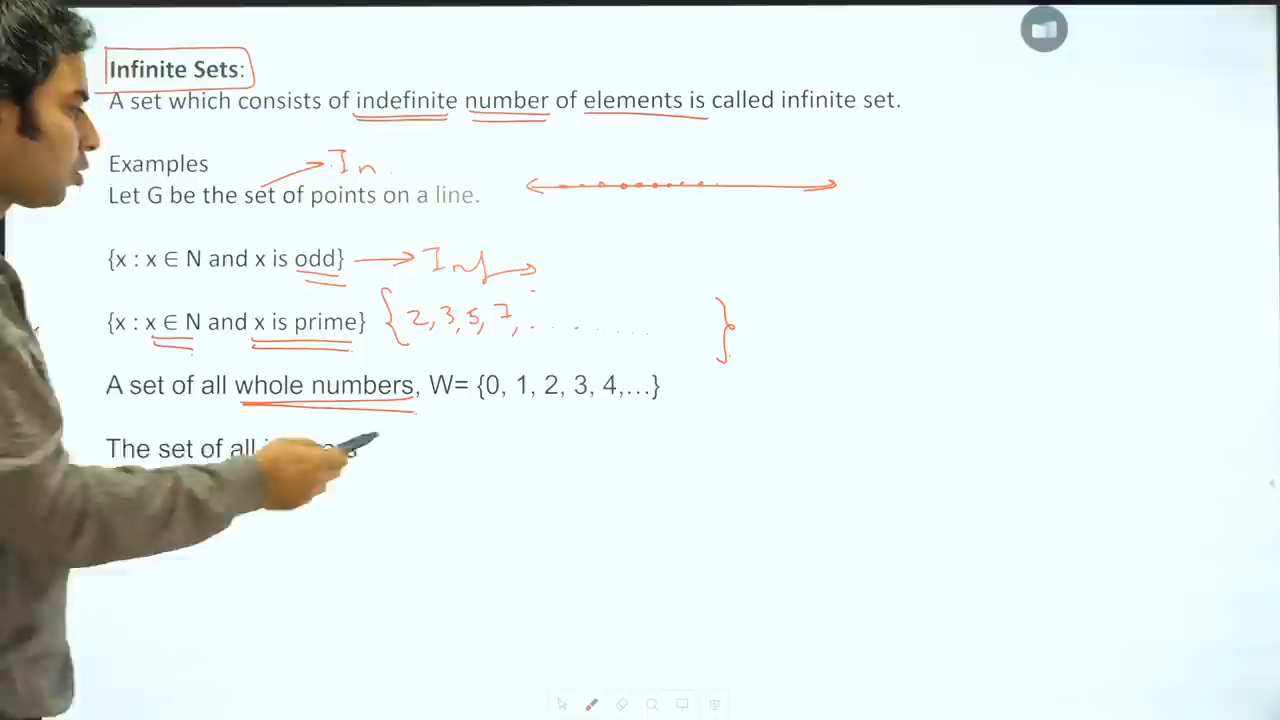 Infinite Sets:
A set which consists of indefinite number of elements is called infinite set.
Examples
In
Let G be the set of points on a line.
{x : x ∈ N and x is odd} → Inf →
{x : x ∈ N and x is prime} {2, 3, 5, 7, ........ }
A set of all whole numbers, W= {0, 1, 2, 3, 4,…}
The set of all